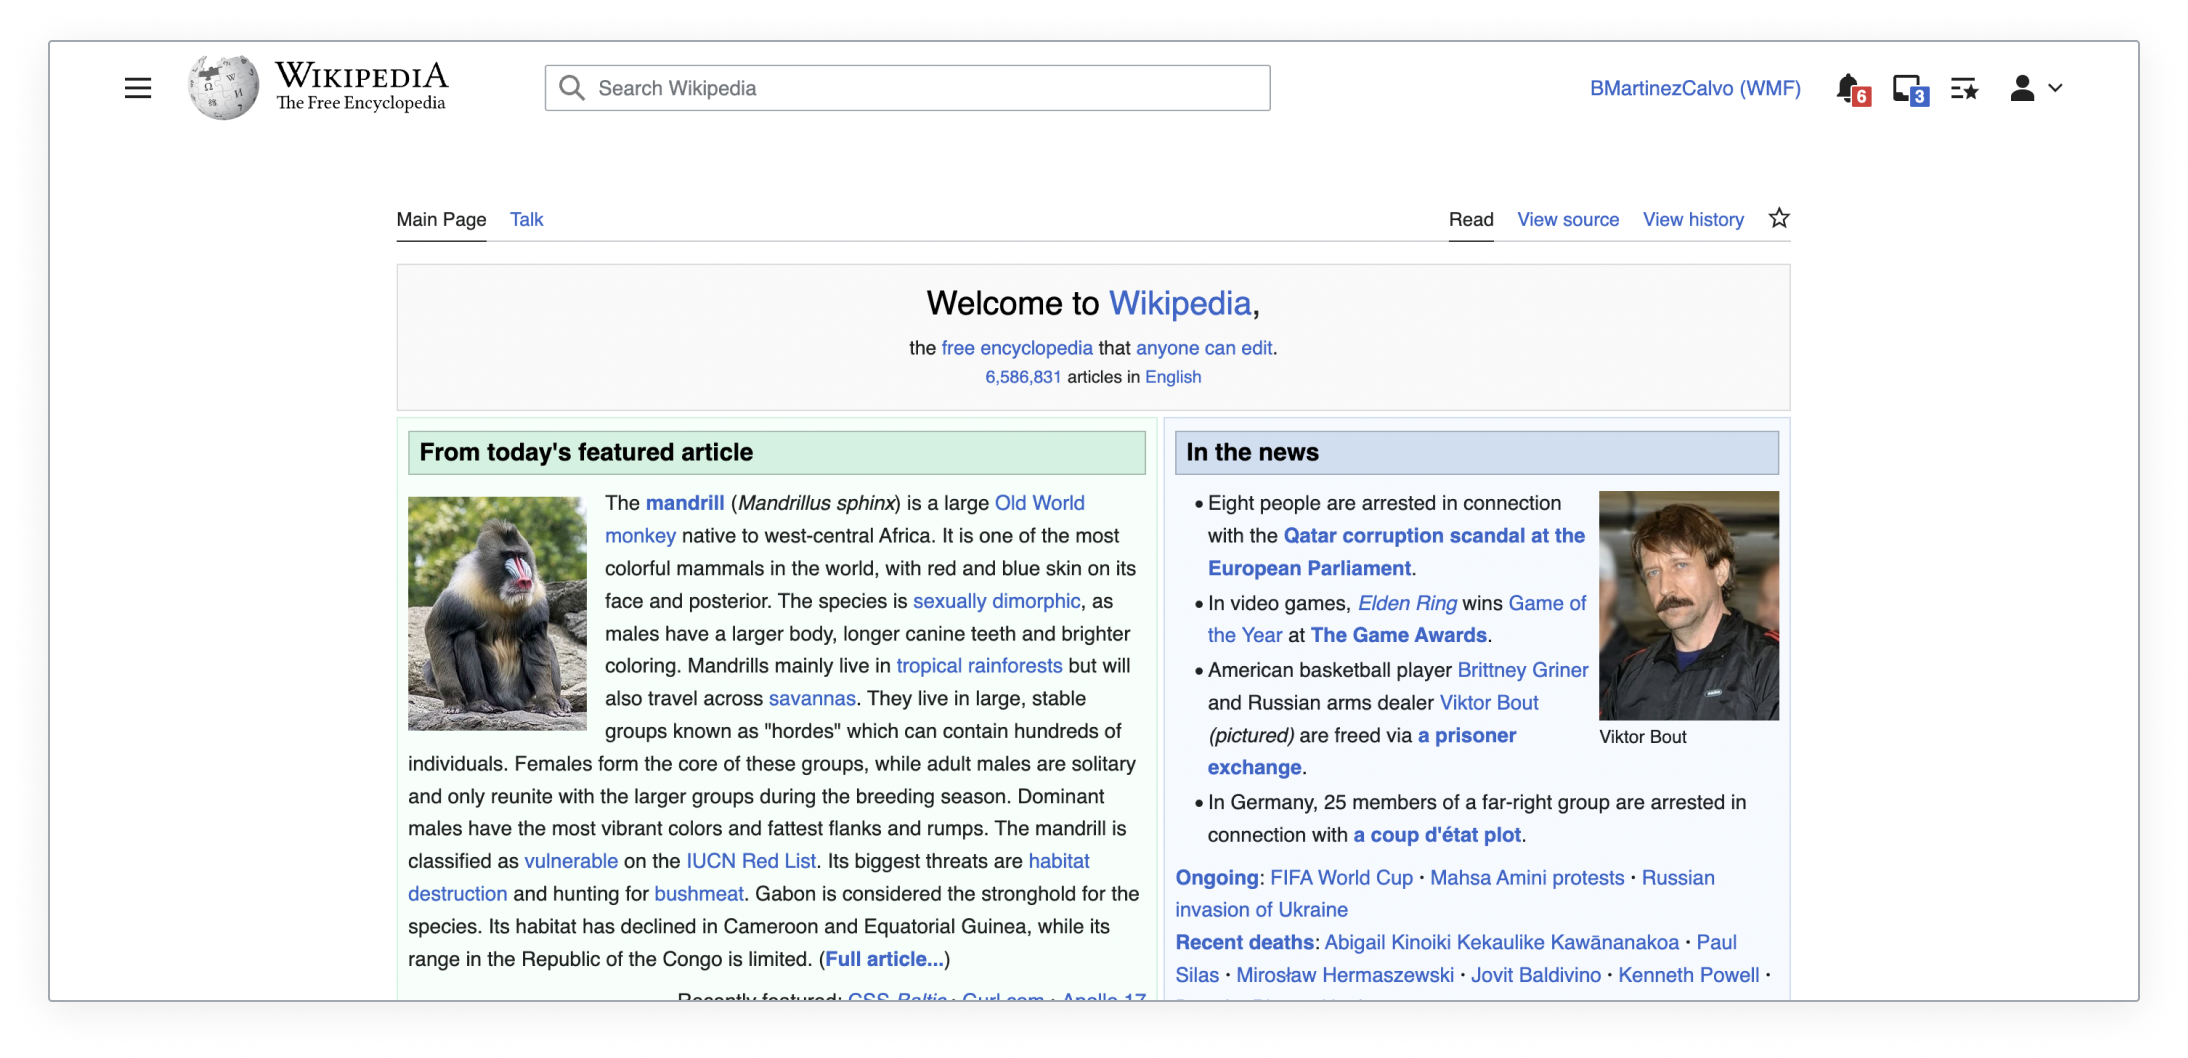 WIKIPEDIA
The Free Encyclopedia
Search Wikipedia
BMartinezCalvo (WMF)
6
3
Main Page
Talk
Read
View source
View history
Welcome to Wikipedia,
the free encyclopedia that anyone can edit.
6,586,831 articles in English
From today's featured article
The mandrill (Mandrillus sphinx) is a large Old World
monkey native to west-central Africa. It is one of the most
colorful mammals in the world, with red and blue skin on its
face and posterior. The species is sexually dimorphic, as
males have a larger body, longer canine teeth and brighter
coloring. Mandrills mainly live in tropical rainforests but will
also travel across savannas. They live in large, stable
groups known as "hordes" which can contain hundreds of
individuals. Females form the core of these groups, while adult males are solitary
and only reunite with the larger groups during the breeding season. Dominant
males have the most vibrant colors and fattest flanks and rumps. The mandrill is
classified as vulnerable on the IUCN Red List. Its biggest threats are habitat
destruction and hunting for bushmeat. Gabon is considered the stronghold for the
species. Its habitat has declined in Cameroon and Equatorial Guinea, while its
range in the Republic of the Congo is limited. (Full article...)
Recently featured: CSS Baltic · Gurl.com · Apollo 17
In the news
• Eight people are arrested in connection
with the Qatar corruption scandal at the
European Parliament.
• In video games, Elden Ring wins Game of
the Year at The Game Awards.
• American basketball player Brittney Griner
and Russian arms dealer Viktor Bout
(pictured) are freed via a prisoner
exchange.
• In Germany, 25 members of a far-right group are arrested in
connection with a coup d'état plot.
Viktor Bout
Ongoing: FIFA World Cup · Mahsa Amini protests · Russian
invasion of Ukraine
Recent deaths: Abigail Kinoiki Kekaulike Kawānanakoa · Paul
Silas · Mirosław Hermaszewski · Jovit Baldivino · Kenneth Powell ·